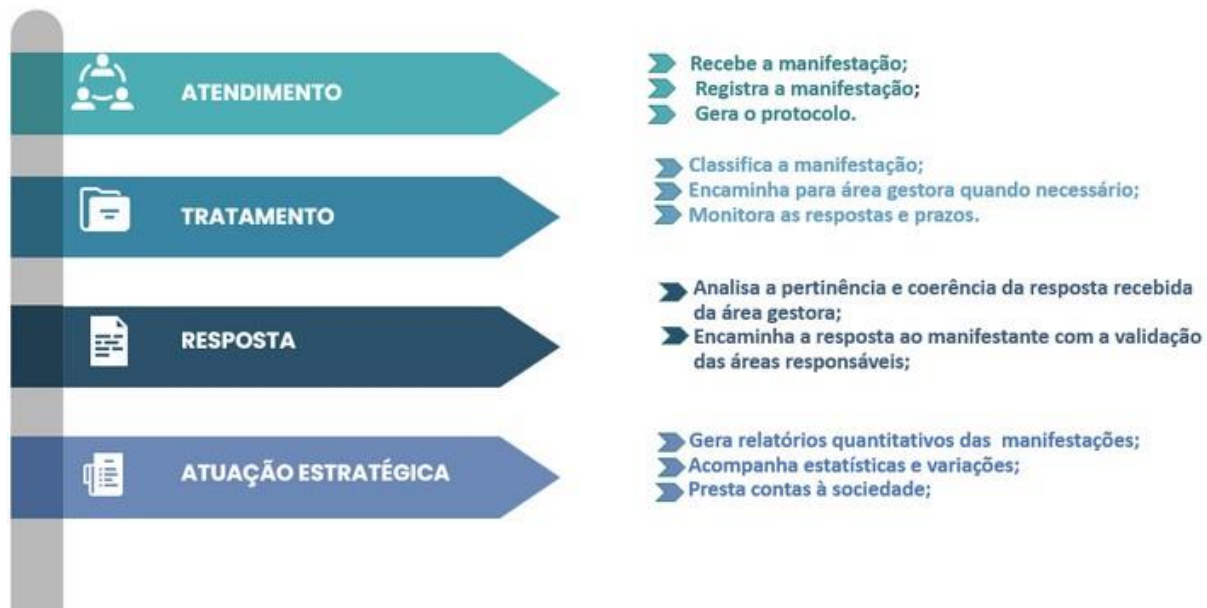 ATENDIMENTO
Recebe a manifestação;
Registra a manifestação;
Gera o protocolo.
TRATAMENTO
Classifica a manifestação;
Encaminha para área gestora quando necessário;
Monitora as respostas e prazos.
RESPOSTA
Analisa a pertinência e coerência da resposta recebida
da área gestora;
Encaminha a resposta ao manifestante com a validação
das áreas responsáveis;
ATUAÇÃO ESTRATÉGICA
Gera relatórios quantitativos das manifestações;
Acompanha estatísticas e variações;
Presta contas à sociedade;